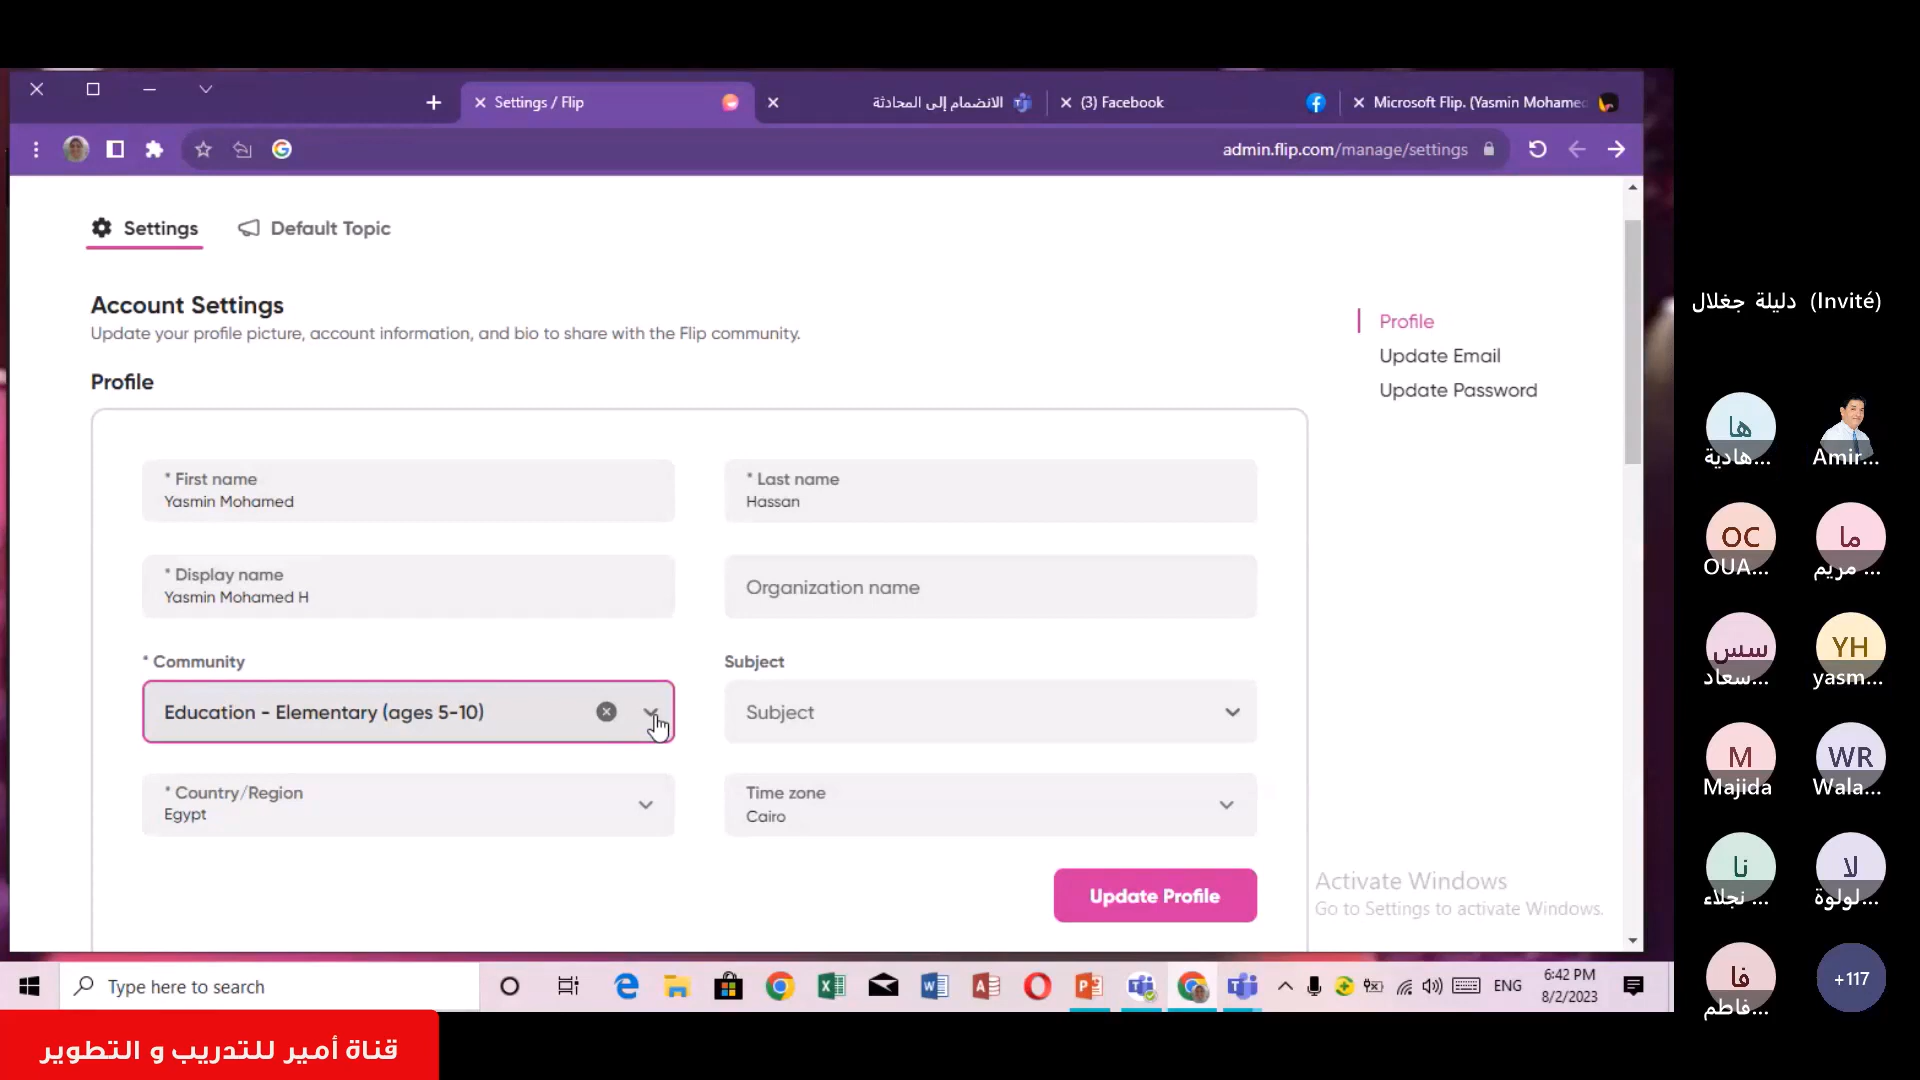 Settings / Flip
الانضمام إلى المحادثة
(3) Facebook
Microsoft Flip. (Yasmin Mohamed
admin.flip.com/manage/settings
Settings
Default Topic
Account Settings
Update your profile picture, account information, and bio to share with the Flip community.
Profile
* First name
Yasmin Mohamed
* Last name
Hassan
* Display name
Yasmin Mohamed H
Organization name
* Community
Education - Elementary (ages 5-10)
Subject
Subject
* Country/Region
Egypt
Time zone
Cairo
Update Profile
Profile
Update Email
Update Password
Activate Windows
Go to Settings to activate Windows.
Type here to search
ENG
6:42 PM
8/2/2023
قناة أمير للتدريب و التطوير
دليلة جغلال (Invité)
ها
هادية...
Amir...
OC
OUA...
ما
مريم ...
سس
سعاد...
YH
yasm...
M
Majida
WR
Wala...
نا
نجلاء ...
لا
لولوة...
فا
فاطم...
+117